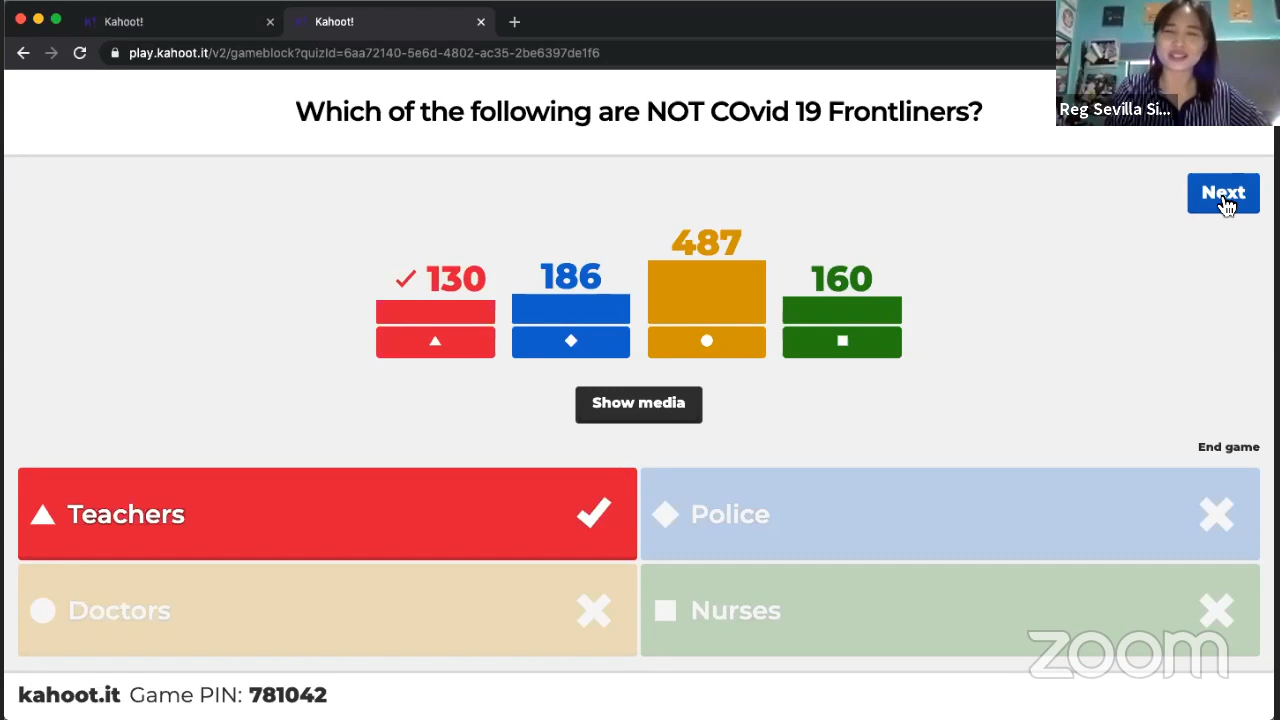 Kahoot!
Kahoot!
play.kahoot.it/v2/gameblock?quizId=6aa72140-5e6d-4802-ac35-2be6397de1f6
Which of the following are NOT COvid 19 Frontliners?
Reg Sevilla Si...
Next
130
186
487
160
Show media
End game
Teachers
Police
Doctors
Nurses
zoom
kahoot.it Game PIN: 781042